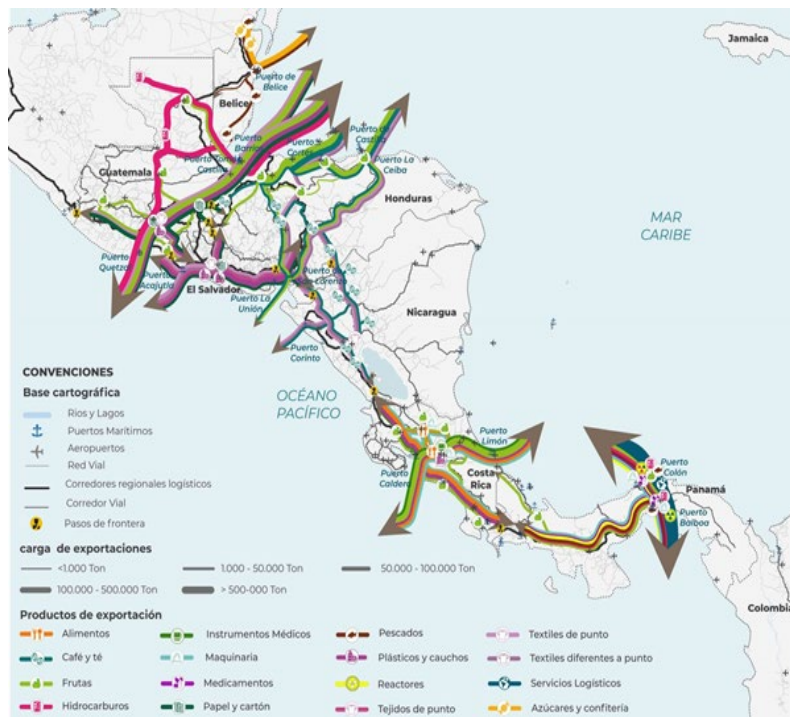 Jamaica
Puerto de
Belice
Belice
Puerto
Barrios
Puerto
Cortés
Puerto de
Castilla
Puerto Tomás
Castilla
Puerto La
Ceiba
Guatemala
Honduras
MAR
CARIBE
Puerto
Quetzal
Puerto
Acajutla
El Salvador
Puerto La
Unión
Puerto de
San Lorenzo
Nicaragua
Puerto
Corinto
OCÉANO
PACÍFICO
Puerto
Limón
Puerto
Caldera
Costa
Rica
Puerto
Colón
Panamá
Puerto
Balboa
Colombia
CONVENCIONES
Base cartográfica
Rios y Lagos
Puertos Marítimos
Aeropuertos
Red Vial
Corredores regionales logísticos
Corredor Vial
Pasos de frontera
carga de exportaciones
<1.000 Ton
1.000 - 50.000 Ton
50.000 - 100.000 Ton
100.000 - 500.000 Ton
> 500-000 Ton
Productos de exportación
Alimentos
Instrumentos Médicos
Pescados
Textiles de punto
Café y té
Maquinaria
Plásticos y cauchos
Textiles diferentes a punto
Frutas
Medicamentos
Reactores
Servicios Logísticos
Hidrocarburos
Papel y cartón
Tejidos de punto
Azúcares y confitería